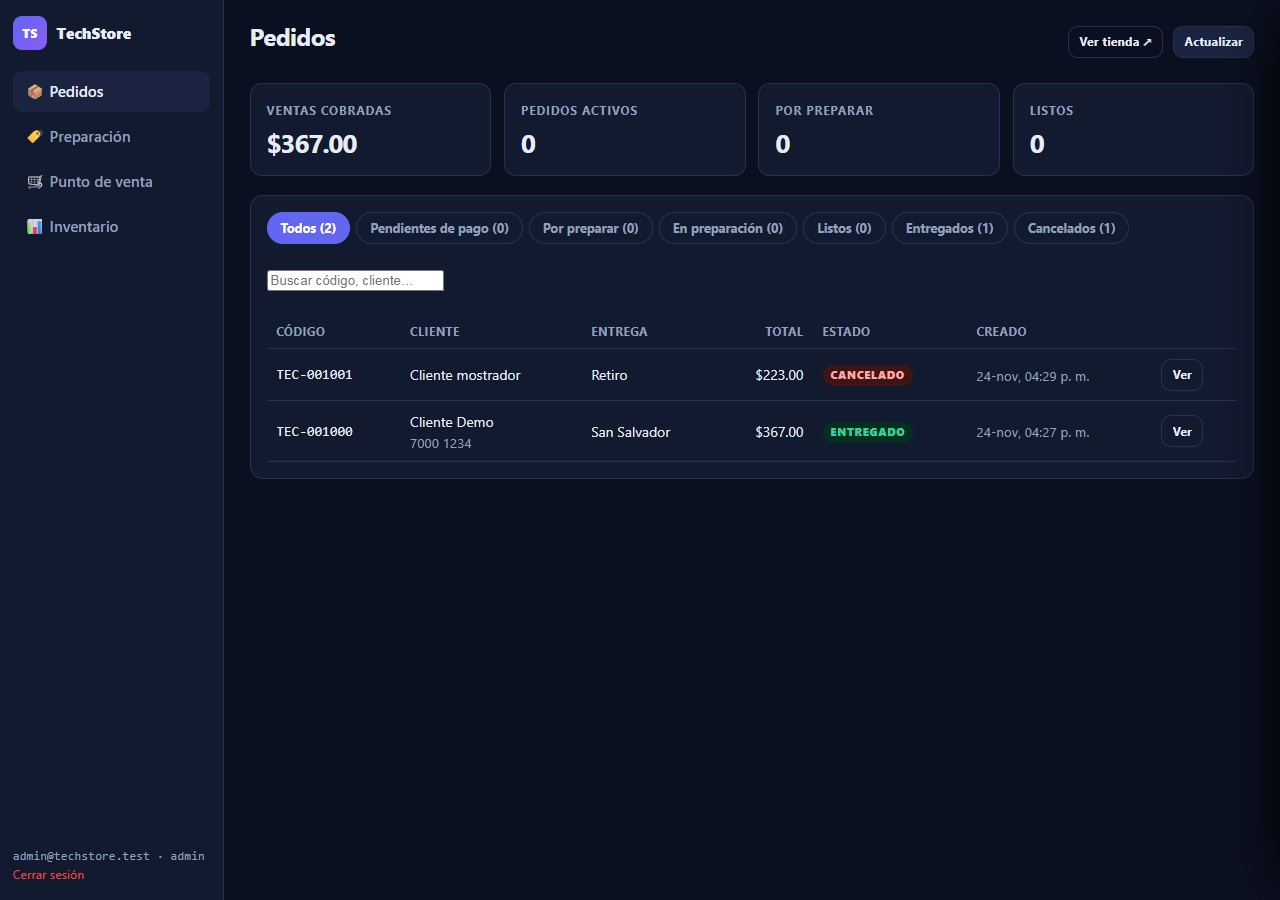 TS TechStore
Pedidos
Preparación
Punto de venta
Inventario
admin@techstore.test · admin
Cerrar sesión
Pedidos
Ver tienda ↗ Actualizar
VENTAS COBRADAS
$367.00
PEDIDOS ACTIVOS
0
POR PREPARAR
0
LISTOS
0
Todos (2) Pendientes de pago (0) Por preparar (0) En preparación (0) Listos (0) Entregados (1) Cancelados (1)
Buscar código, cliente...
CÓDIGO CLIENTE ENTREGA TOTAL ESTADO CREADO
TEC-001001 Cliente mostrador Retiro $223.00 CANCELADO 24-nov, 04:29 p. m. Ver
TEC-001000 Cliente Demo San Salvador $367.00 ENTREGADO 24-nov, 04:27 p. m. Ver
7000 1234